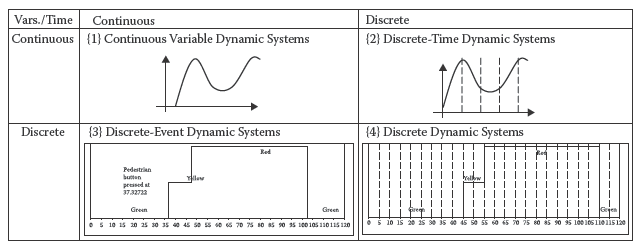 Vars./Time Continuous Discrete
Continuous {1} Continuous Variable Dynamic Systems {2} Discrete-Time Dynamic Systems
Discrete {3} Discrete-Event Dynamic Systems {4} Discrete Dynamic Systems
Red
Pedestrian
button
pressed at
37.32722
Yellow
Green Green
0 5 10 15 20 25 30 35 40 45 50 55 60 65 70 75 80 85 90 95 100 105 110 115 120
Red
Yellow
Green Green
0 5 10 15 20 25 30 35 40 45 50 55 60 65 70 75 80 85 90 95 100 105 110 115 120